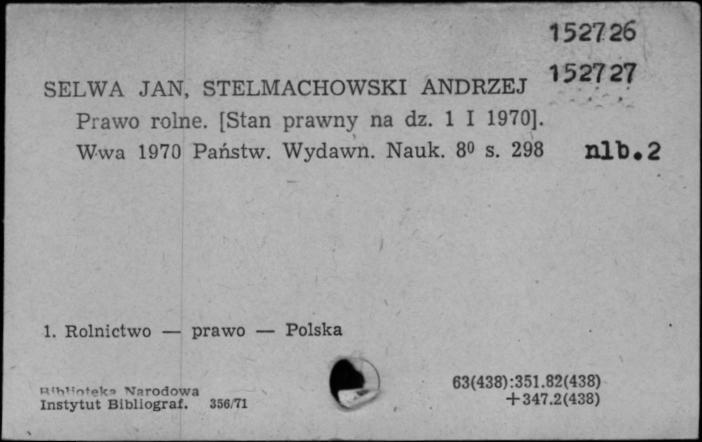 152726
152727
SELWA JAN, STELMACHOWSKI ANDRZEJ
Prawo rolne. [Stan prawny na dz. 1 I 1970].
W-wa 1970 Państw. Wydawn. Nauk. 8⁰ s. 298 nlb.2
1. Rolnictwo — prawo — Polska
Biblioteka Narodowa
Instytut Bibliograf. 356/71
63(438):351.82(438)
+347.2(438)